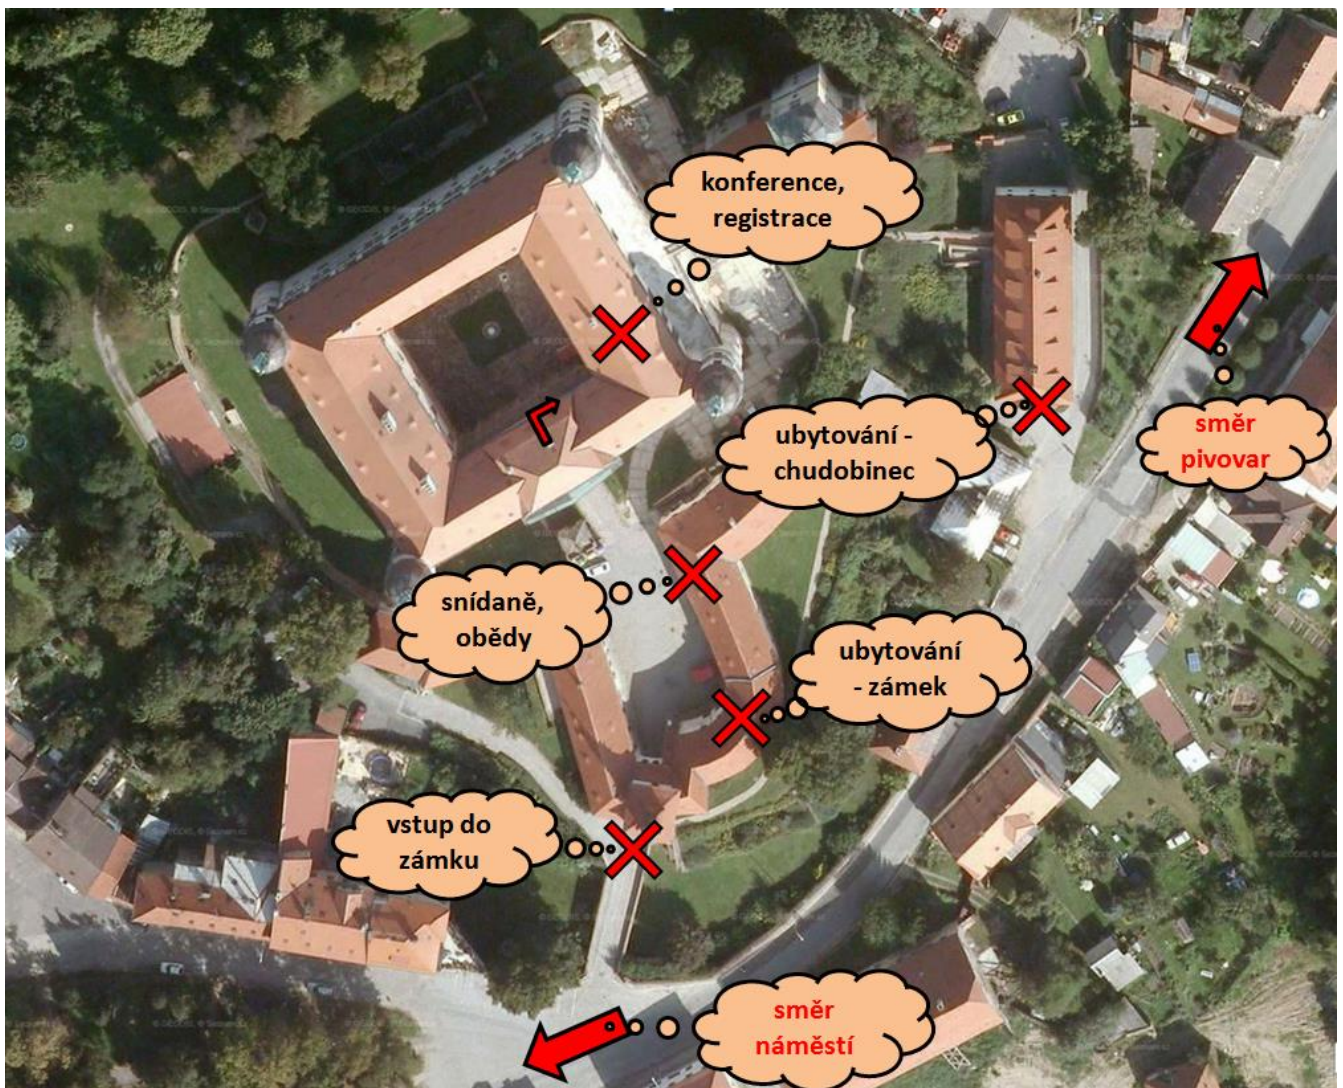 konference,
registrace
ubytování -
chudobinec
směr
pivovar
snídaně,
obědy
ubytování
- zámek
vstup do
zámku
směr
náměstí